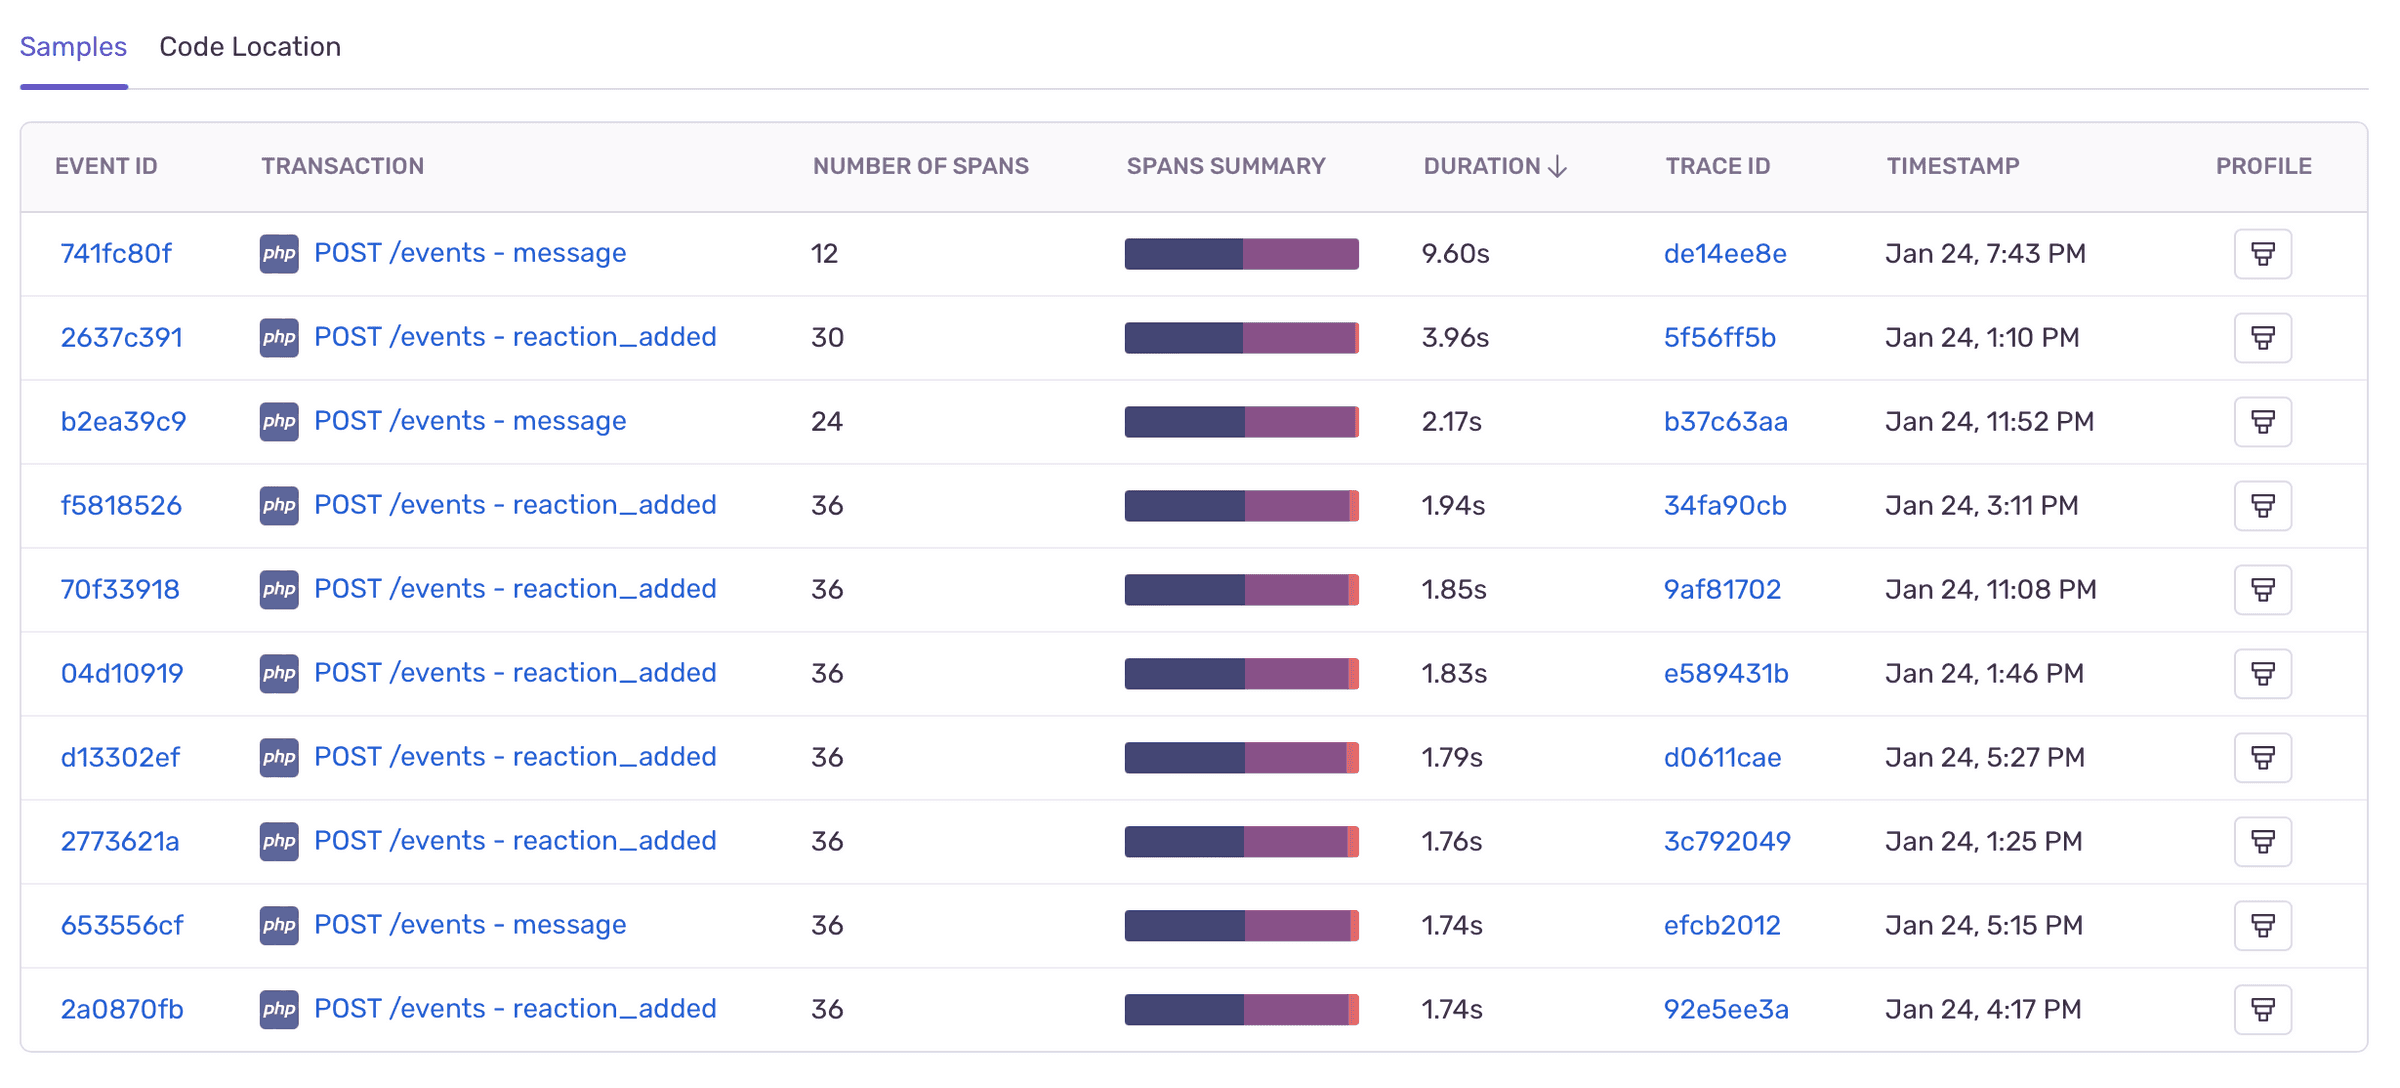 Samples Code Location
EVENT ID TRANSACTION NUMBER OF SPANS SPANS SUMMARY DURATION TRACE ID TIMESTAMP PROFILE
741fc80f php POST /events - message 12 9.60s de14ee8e Jan 24, 7:43 PM
2637c391 php POST /events - reaction_added 30 3.96s 5f56ff5b Jan 24, 1:10 PM
b2ea39c9 php POST /events - message 24 2.17s b37c63aa Jan 24, 11:52 PM
f5818526 php POST /events - reaction_added 36 1.94s 34fa90cb Jan 24, 3:11 PM
70f33918 php POST /events - reaction_added 36 1.85s 9af81702 Jan 24, 11:08 PM
04d10919 php POST /events - reaction_added 36 1.83s e589431b Jan 24, 1:46 PM
d13302ef php POST /events - reaction_added 36 1.79s d0611cae Jan 24, 5:27 PM
2773621a php POST /events - reaction_added 36 1.76s 3c792049 Jan 24, 1:25 PM
653556cf php POST /events - message 36 1.74s efcb2012 Jan 24, 5:15 PM
2a0870fb php POST /events - reaction_added 36 1.74s 92e5ee3a Jan 24, 4:17 PM